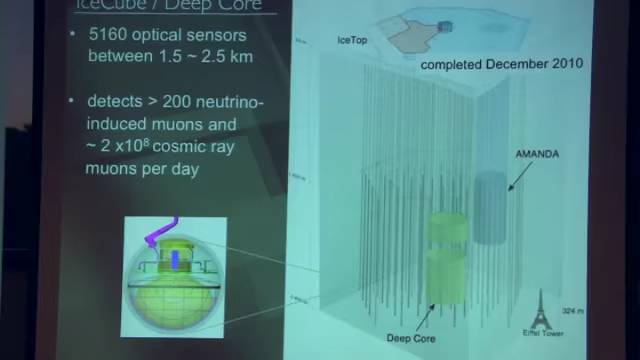 IceCube / Deep Core
• 5160 optical sensors
between 1.5 ~ 2.5 km
• detects > 200 neutrino-
induced muons and
~ 2 x10⁸ cosmic ray
muons per day
IceTop
completed December 2010
AMANDA
324 m
Eiffel Tower
Deep Core